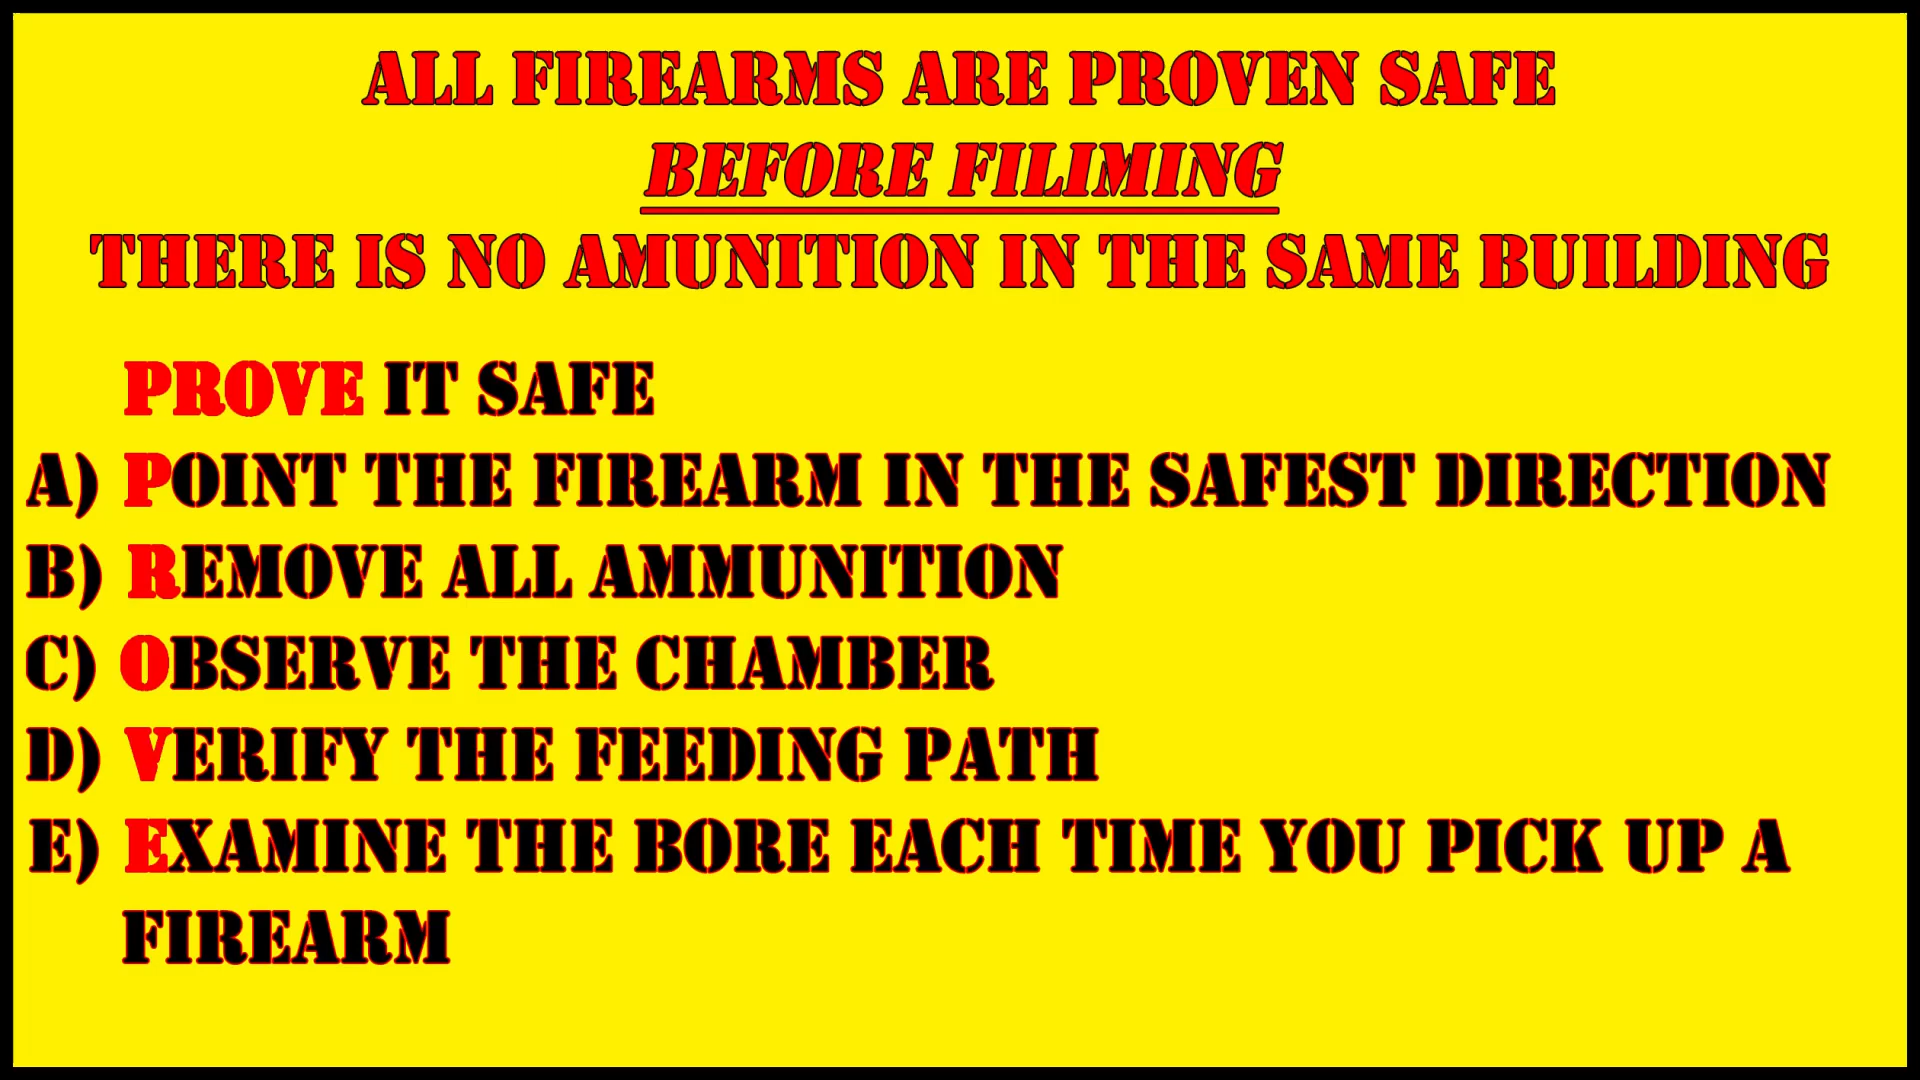 ALL FIREARMS ARE PROVEN SAFE
BEFORE FILIMING
THERE IS NO AMUNITION IN THE SAME BUILDING
PROVE IT SAFE
A) POINT THE FIREARM IN THE SAFEST DIRECTION
B) REMOVE ALL AMMUNITION
C) OBSERVE THE CHAMBER
D) VERIFY THE FEEDING PATH
E) EXAMINE THE BORE EACH TIME YOU PICK UP A
FIREARM